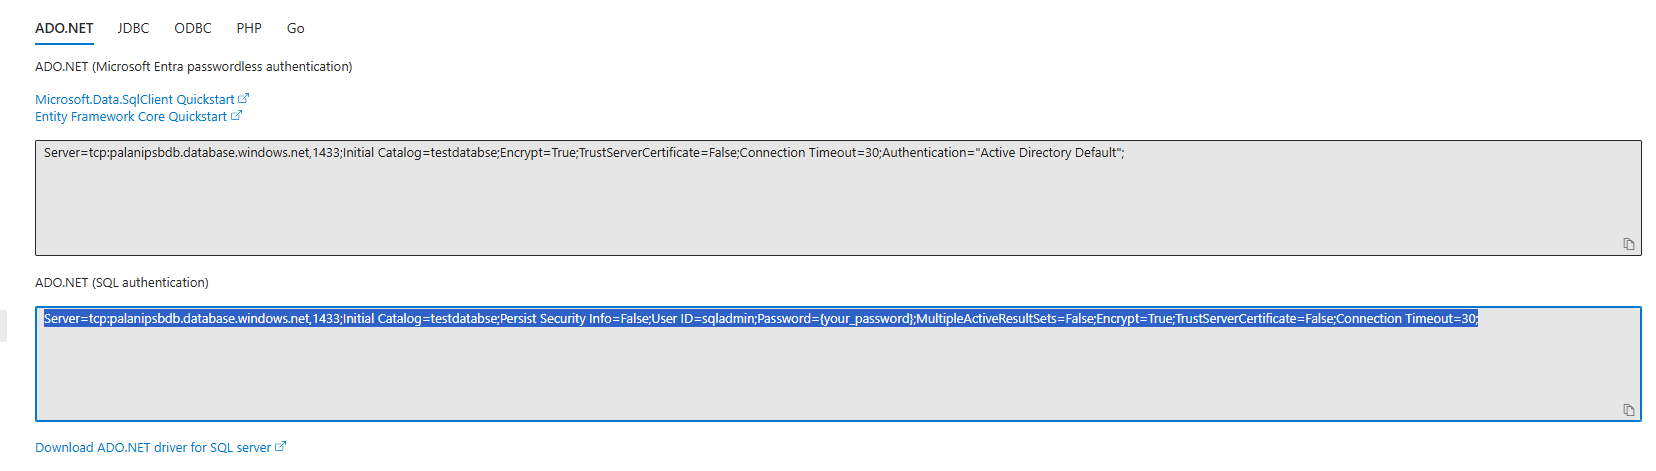 ADO.NET JDBC ODBC PHP Go
ADO.NET (Microsoft Entra passwordless authentication)
Microsoft.Data.SqlClient Quickstart
Entity Framework Core Quickstart
Server=tcp:palanipsbdb.database.windows.net,1433;Initial Catalog=testdatabse;Encrypt=True;TrustServerCertificate=False;Connection Timeout=30;Authentication="Active Directory Default";
ADO.NET (SQL authentication)
Server=tcp:palanipsbdb.database.windows.net,1433;Initial Catalog=testdatabse;Persist Security Info=False;User ID=sqladmin;Password={your_password};MultipleActiveResultSets=False;Encrypt=True;TrustServerCertificate=False;Connection Timeout=30;
Download ADO.NET driver for SQL server